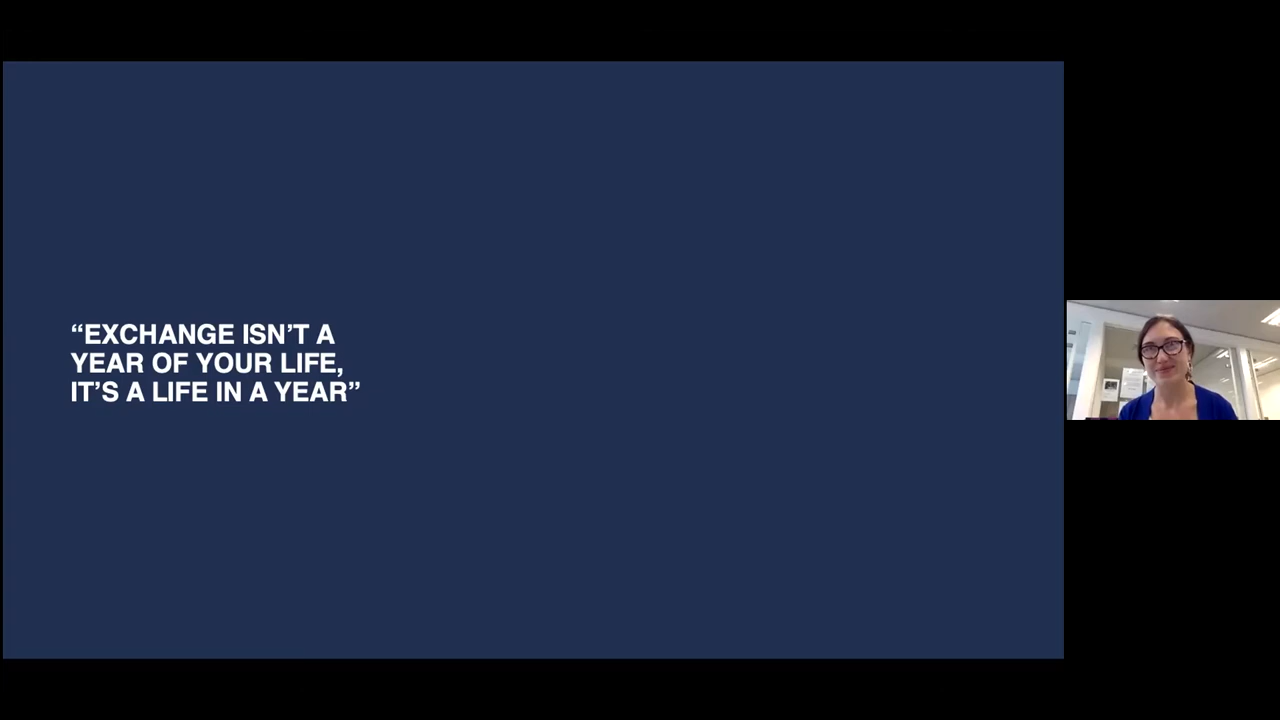 “EXCHANGE ISN’T A
YEAR OF YOUR LIFE,
IT’S A LIFE IN A YEAR”